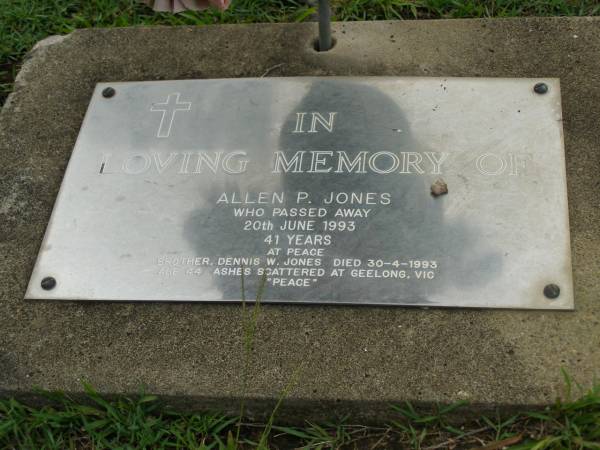 IN
LOVING MEMORY OF
ALLEN P. JONES
WHO PASSED AWAY
20th JUNE 1993
41 YEARS
AT PEACE
BROTHER, DENNIS W. JONES DIED 30-4-1993
AGE 44 ASHES SCATTERED AT GEELONG, VIC
"PEACE"